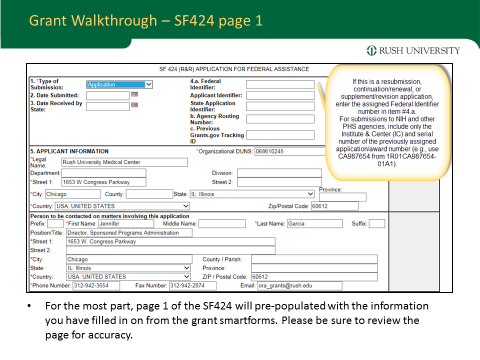 Grant Walkthrough – SF424 page 1
RUSH UNIVERSITY
SF 424 (R&R) APPLICATION FOR FEDERAL ASSISTANCE
1. *Type of Submission: Application
2. Date Submitted:
3. Date Received by State:
4.a. Federal Identifier:
Applicant Identifier:
State Application Identifier:
b. Agency Routing Number:
c. Previous Grants.gov Tracking ID
If this is a resubmission,
continuation/renewal, or
supplement/revision application,
enter the assigned Federal Identifier
number in item #4.a.
For submissions to NIH and other
PHS agencies, include only the
Institute & Center (IC) and serial
number of the previously assigned
application/award number (e.g., use
CA987654 from 1R01CA987654-
01A1).
5. APPLICANT INFORMATION *Organizational DUNS: 068610245
*Legal Name: Rush University Medical Center
Department: Division:
*Street 1: 1653 W Congress Parkway Street 2:
*City: Chicago County: State: IL: Illinois Province:
*Country: USA: UNITED STATES Zip/Postal Code: 60612
Person to be contacted on matters involving this application
Prefix: *First Name: Jennifer Middle Name: *Last Name: Garcia Suffix:
Position/Title: Director, Sponsored Programs Administration
*Street 1: 1653 W. Congress Parkway
Street 2:
*City: Chicago County / Parish:
State: IL: Illinois Province:
*Country: USA: UNITED STATES ZIP / Postal Code: 60612
*Phone Number: 312-942-3554 Fax Number: 312-942-2874 Email: ora_grants@rush.edu
• For the most part, page 1 of the SF424 will pre-populated with the information
you have filled in on from the grant smartforms. Please be sure to review the
page for accuracy.